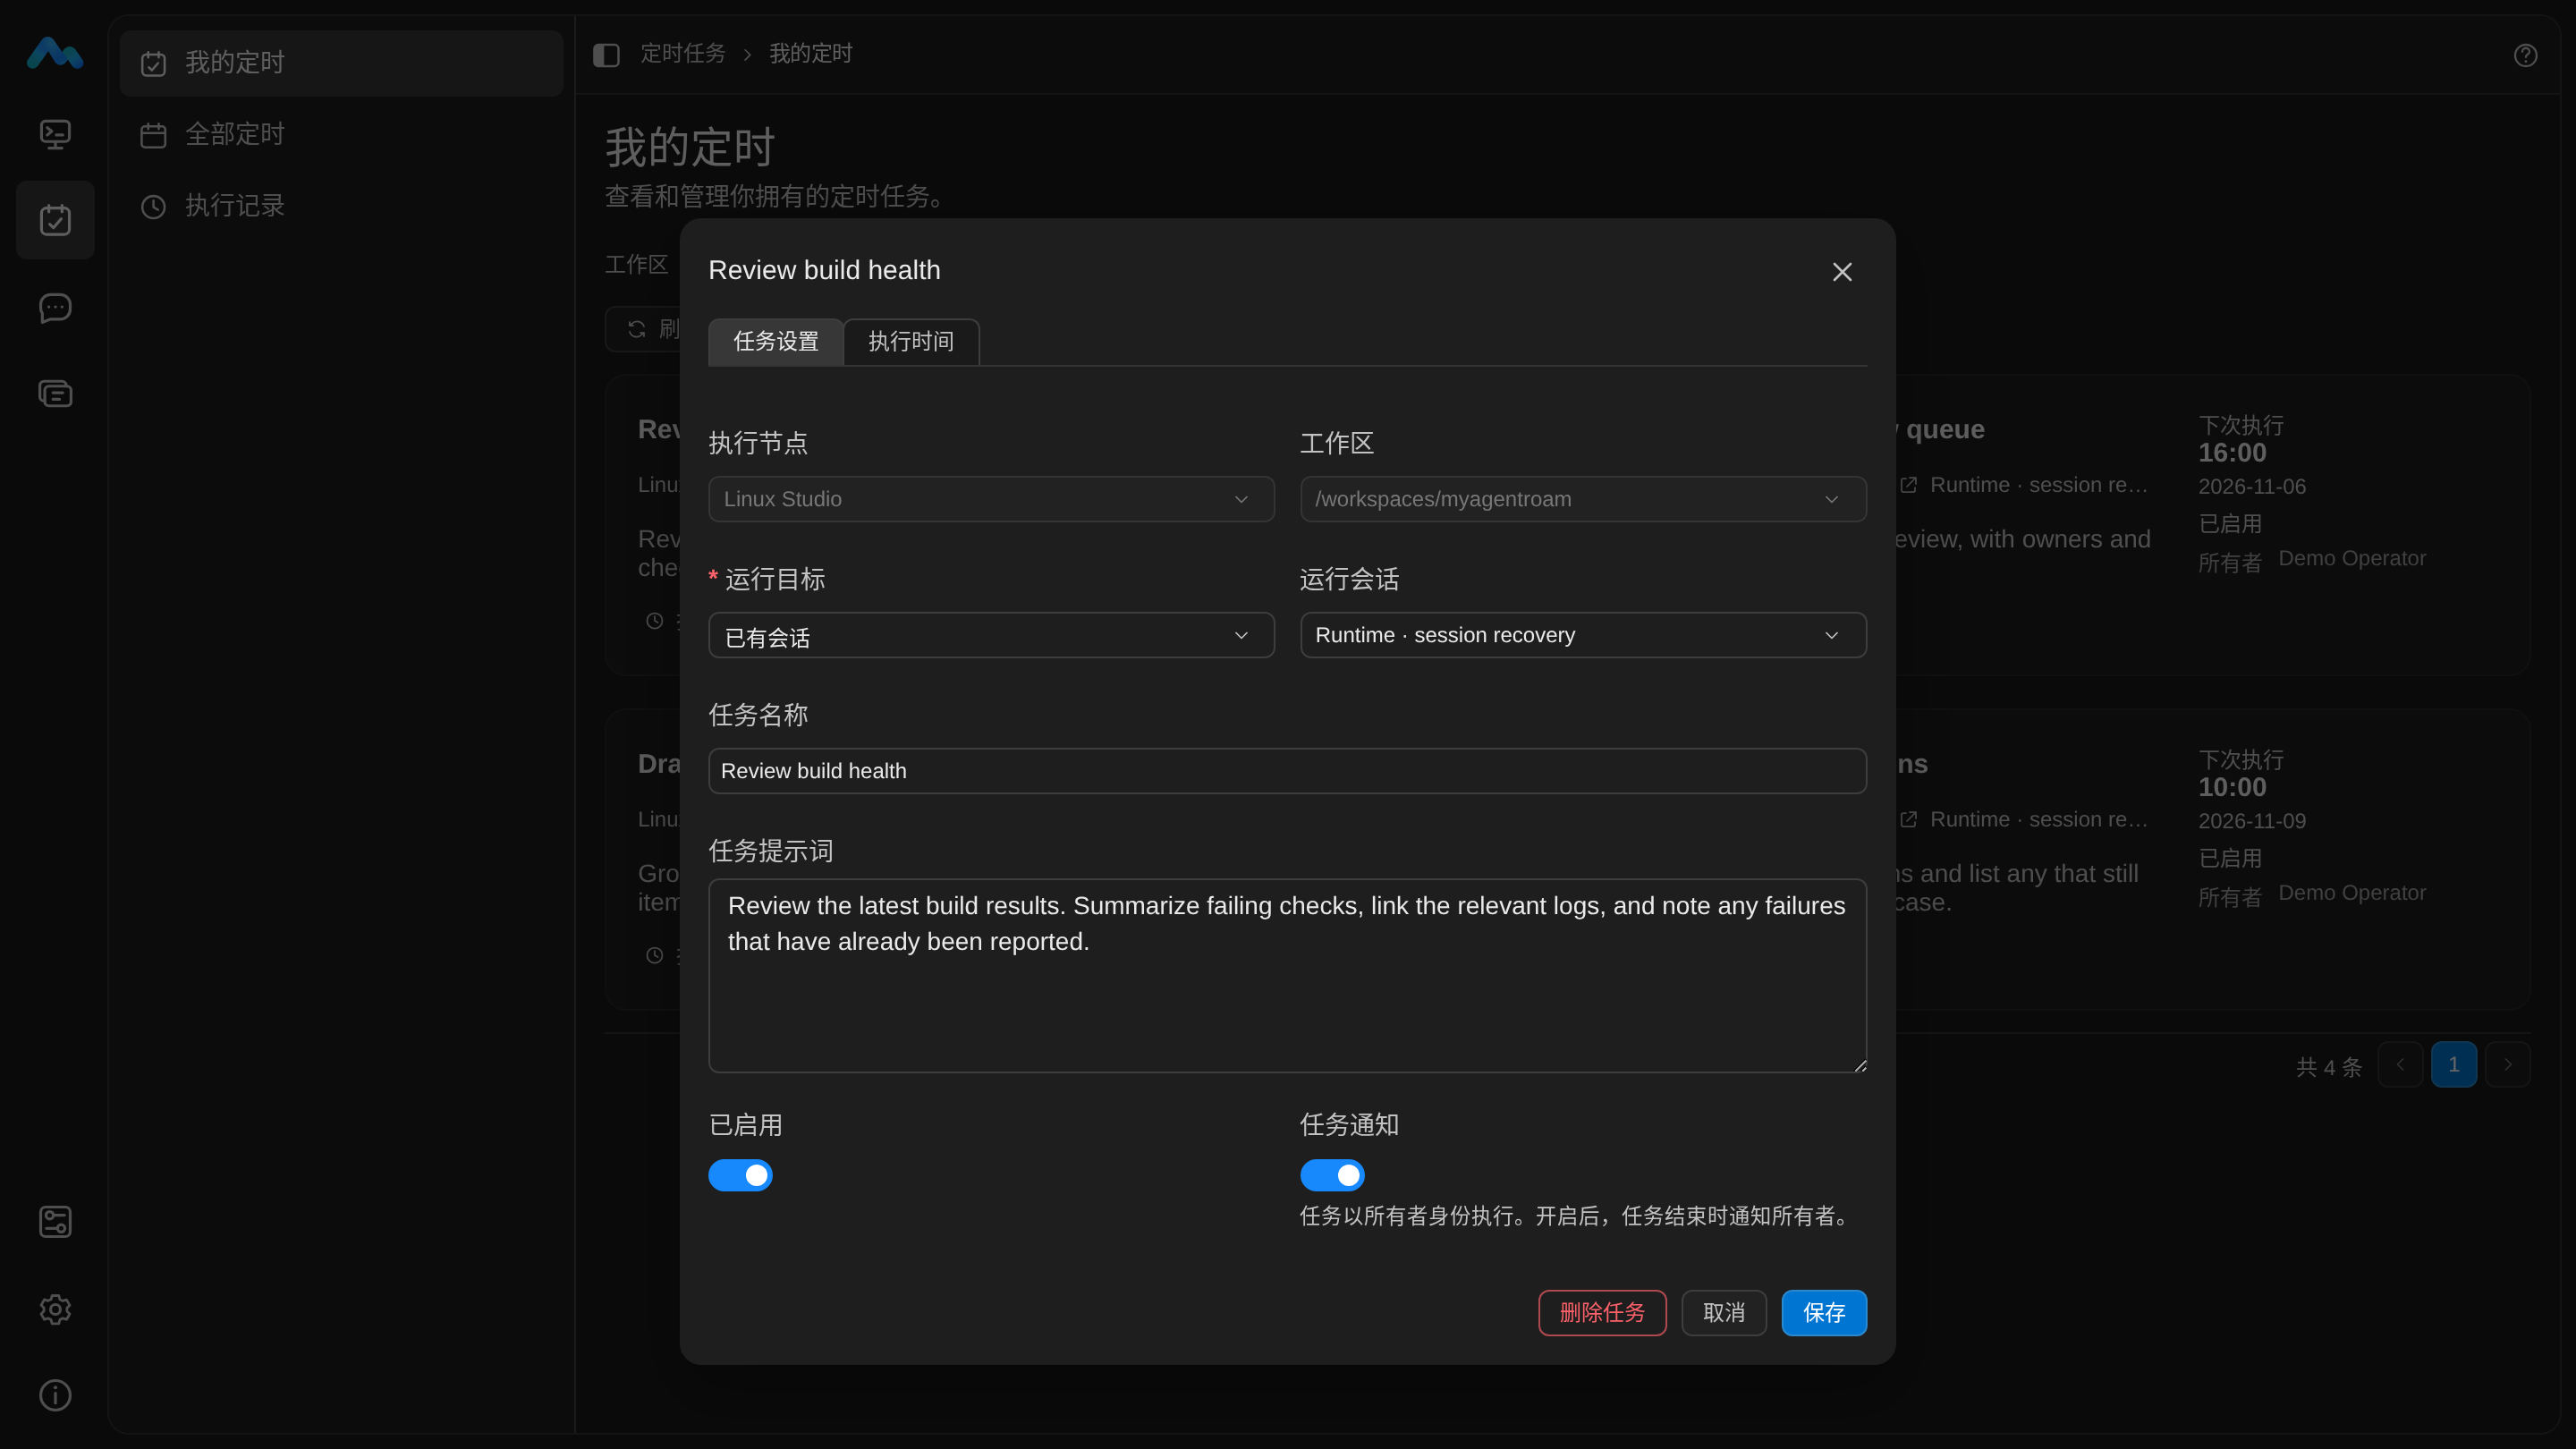 我的定时
全部定时
执行记录
定时任务
我的定时
我的定时
查看和管理你拥有的定时任务。
工作区
刷
Review build health
任务设置
执行时间
执行节点
工作区
Linux Studio
/workspaces/myagentroam
* 运行目标
运行会话
已有会话
Runtime · session recovery
任务名称
Review build health
任务提示词
Review the latest build results. Summarize failing checks, link the relevant logs, and note any failures
that have already been reported.
已启用
任务通知
任务以所有者身份执行。开启后，任务结束时通知所有者。
删除任务
取消
保存
Rev
Linu
Rev
che
queue
Runtime · session re…
eview, with owners and
下次执行
16:00
2026-11-06
已启用
所有者 Demo Operator
Dra
Linu
Gro
item
ns
Runtime · session re…
ns and list any that still
case.
下次执行
10:00
2026-11-09
已启用
所有者 Demo Operator
共 4 条
1